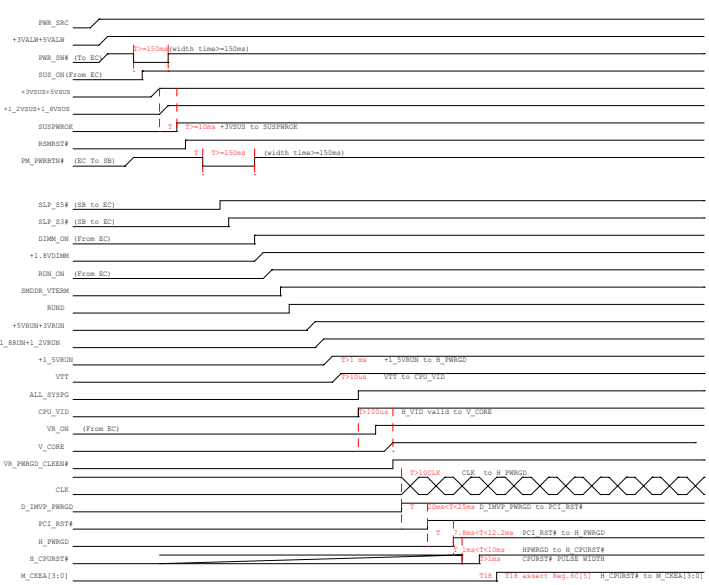 PWR_SRC
+3VALW+5VALW
T>=150ms(width time>=150ms)
PWR_SW# (To EC)
SUS_ON(From EC)
+3VSUS+5VSUS
+1_2VSUS+1_8VSUS
SUSPWROK T T>=10ms +3VSUS to SUSPWROK
RSMRST#
T T>=150ms (width time>=150ms)
PM_PWRBTN# (EC To SB)
SLP_S5# (SB to EC)
SLP_S3# (SB to EC)
DIMM_ON (From EC)
+1.8VDIMM
RUN_ON (From EC)
SMDDR_VTERM
RUND
+5VRUN+3VRUN
1_8RUN+1_2VRUN
+1_5VRUN T>1 ms +1_5VRUN to H_PWRGD
VTT T>10us VTT to CPU_VID
ALL_SYSPG
CPU_VID T>100us H_VID valid to V_CORE
VR_ON (From EC)
V_CORE
VR_PWRGD_CLKEN#
T>10CLK CLK to H_PWRGD
CLK
D_IMVP_PWRGD T 20ms<T<25ms D_IMVP_PWRGD to PCI_RST#
PCI_RST#
T 7.8ms<T<12.2ms PCI_RST# to H_PWRGD
H_PWRGD
T 1ms<T<10ms HPWRGD to H_CPURST#
H_CPURST# T>1ms CPURST# PULSE WIDTH
M_CKEA[3:0] T18 T18 assert Reg.6C[5] H_CPURST# to M_CKEA[3:0]